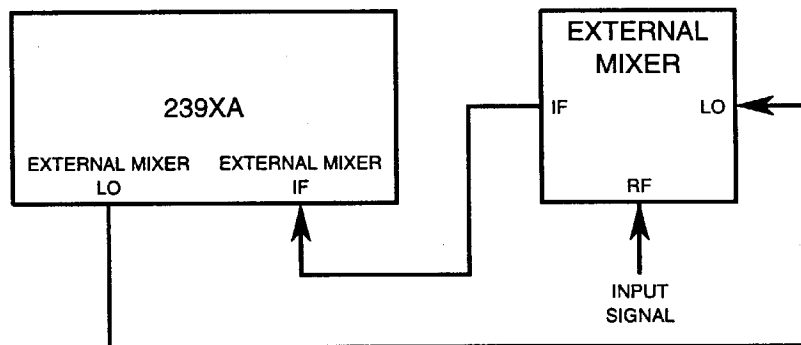 239XA
EXTERNAL MIXER
LO
EXTERNAL MIXER
IF
EXTERNAL
MIXER
IF
LO
RF
INPUT
SIGNAL